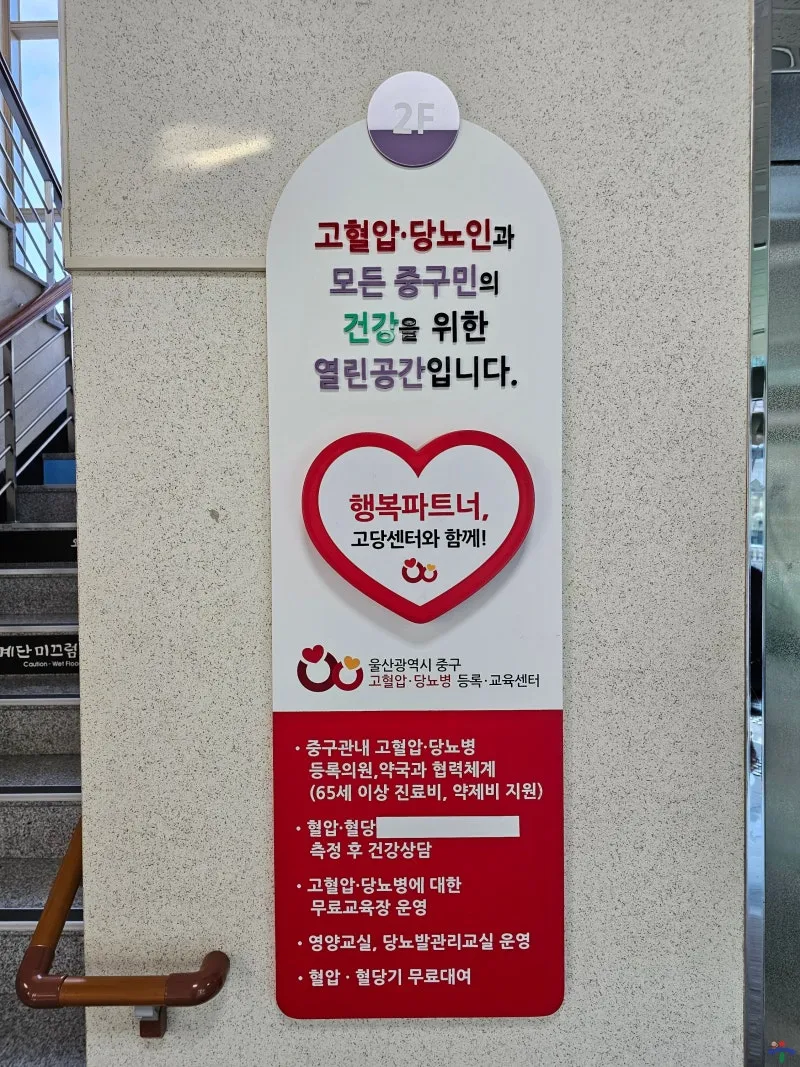 2F
고혈압·당뇨인과
모든 중구민의
건강을 위한
열린공간입니다.
행복파트너,
고당센터와 함께!
울산광역시 중구
고혈압·당뇨병 등록·교육센터
· 중구관내 고혈압·당뇨병
등록의원,약국과 협력체계
(65세 이상 진료비, 약제비 지원)
· 혈압·혈당
측정 후 건강상담
· 고혈압·당뇨병에 대한
무료교육장 운영
· 영양교실, 당뇨발관리교실 운영
· 혈압·혈당기 무료대여
계단 미끄럼
Caution - Wet Floo